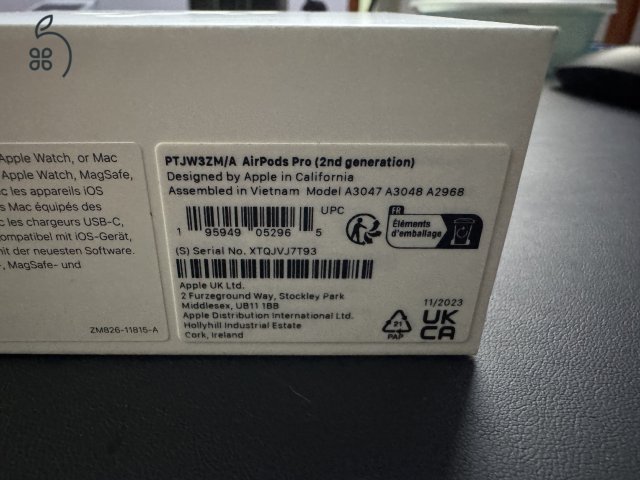 Apple Watch, or Mac
Apple Watch, MagSafe,
c les appareils iOS
s Mac équipés des
c les chargeurs USB-C,
ompatibel mit iOS-Gerät,
mit der neuesten Software.
-, MagSafe- und
ZM826-11815-A
PTJW3ZM/A AirPods Pro (2nd generation)
Designed by Apple in California
Assembled in Vietnam Model A3047 A3048 A2968
1 95949 05296 5 UPC
FR
Éléments
d'emballage
(S) Serial No. XTQJVJ7T93
Apple UK Ltd.
2 Furzeground Way, Stockley Park
Middlesex, UB11 1BB
Apple Distribution International Ltd.
Hollyhill Industrial Estate
Cork, Ireland
21
PAP
11/2023
UK
CA